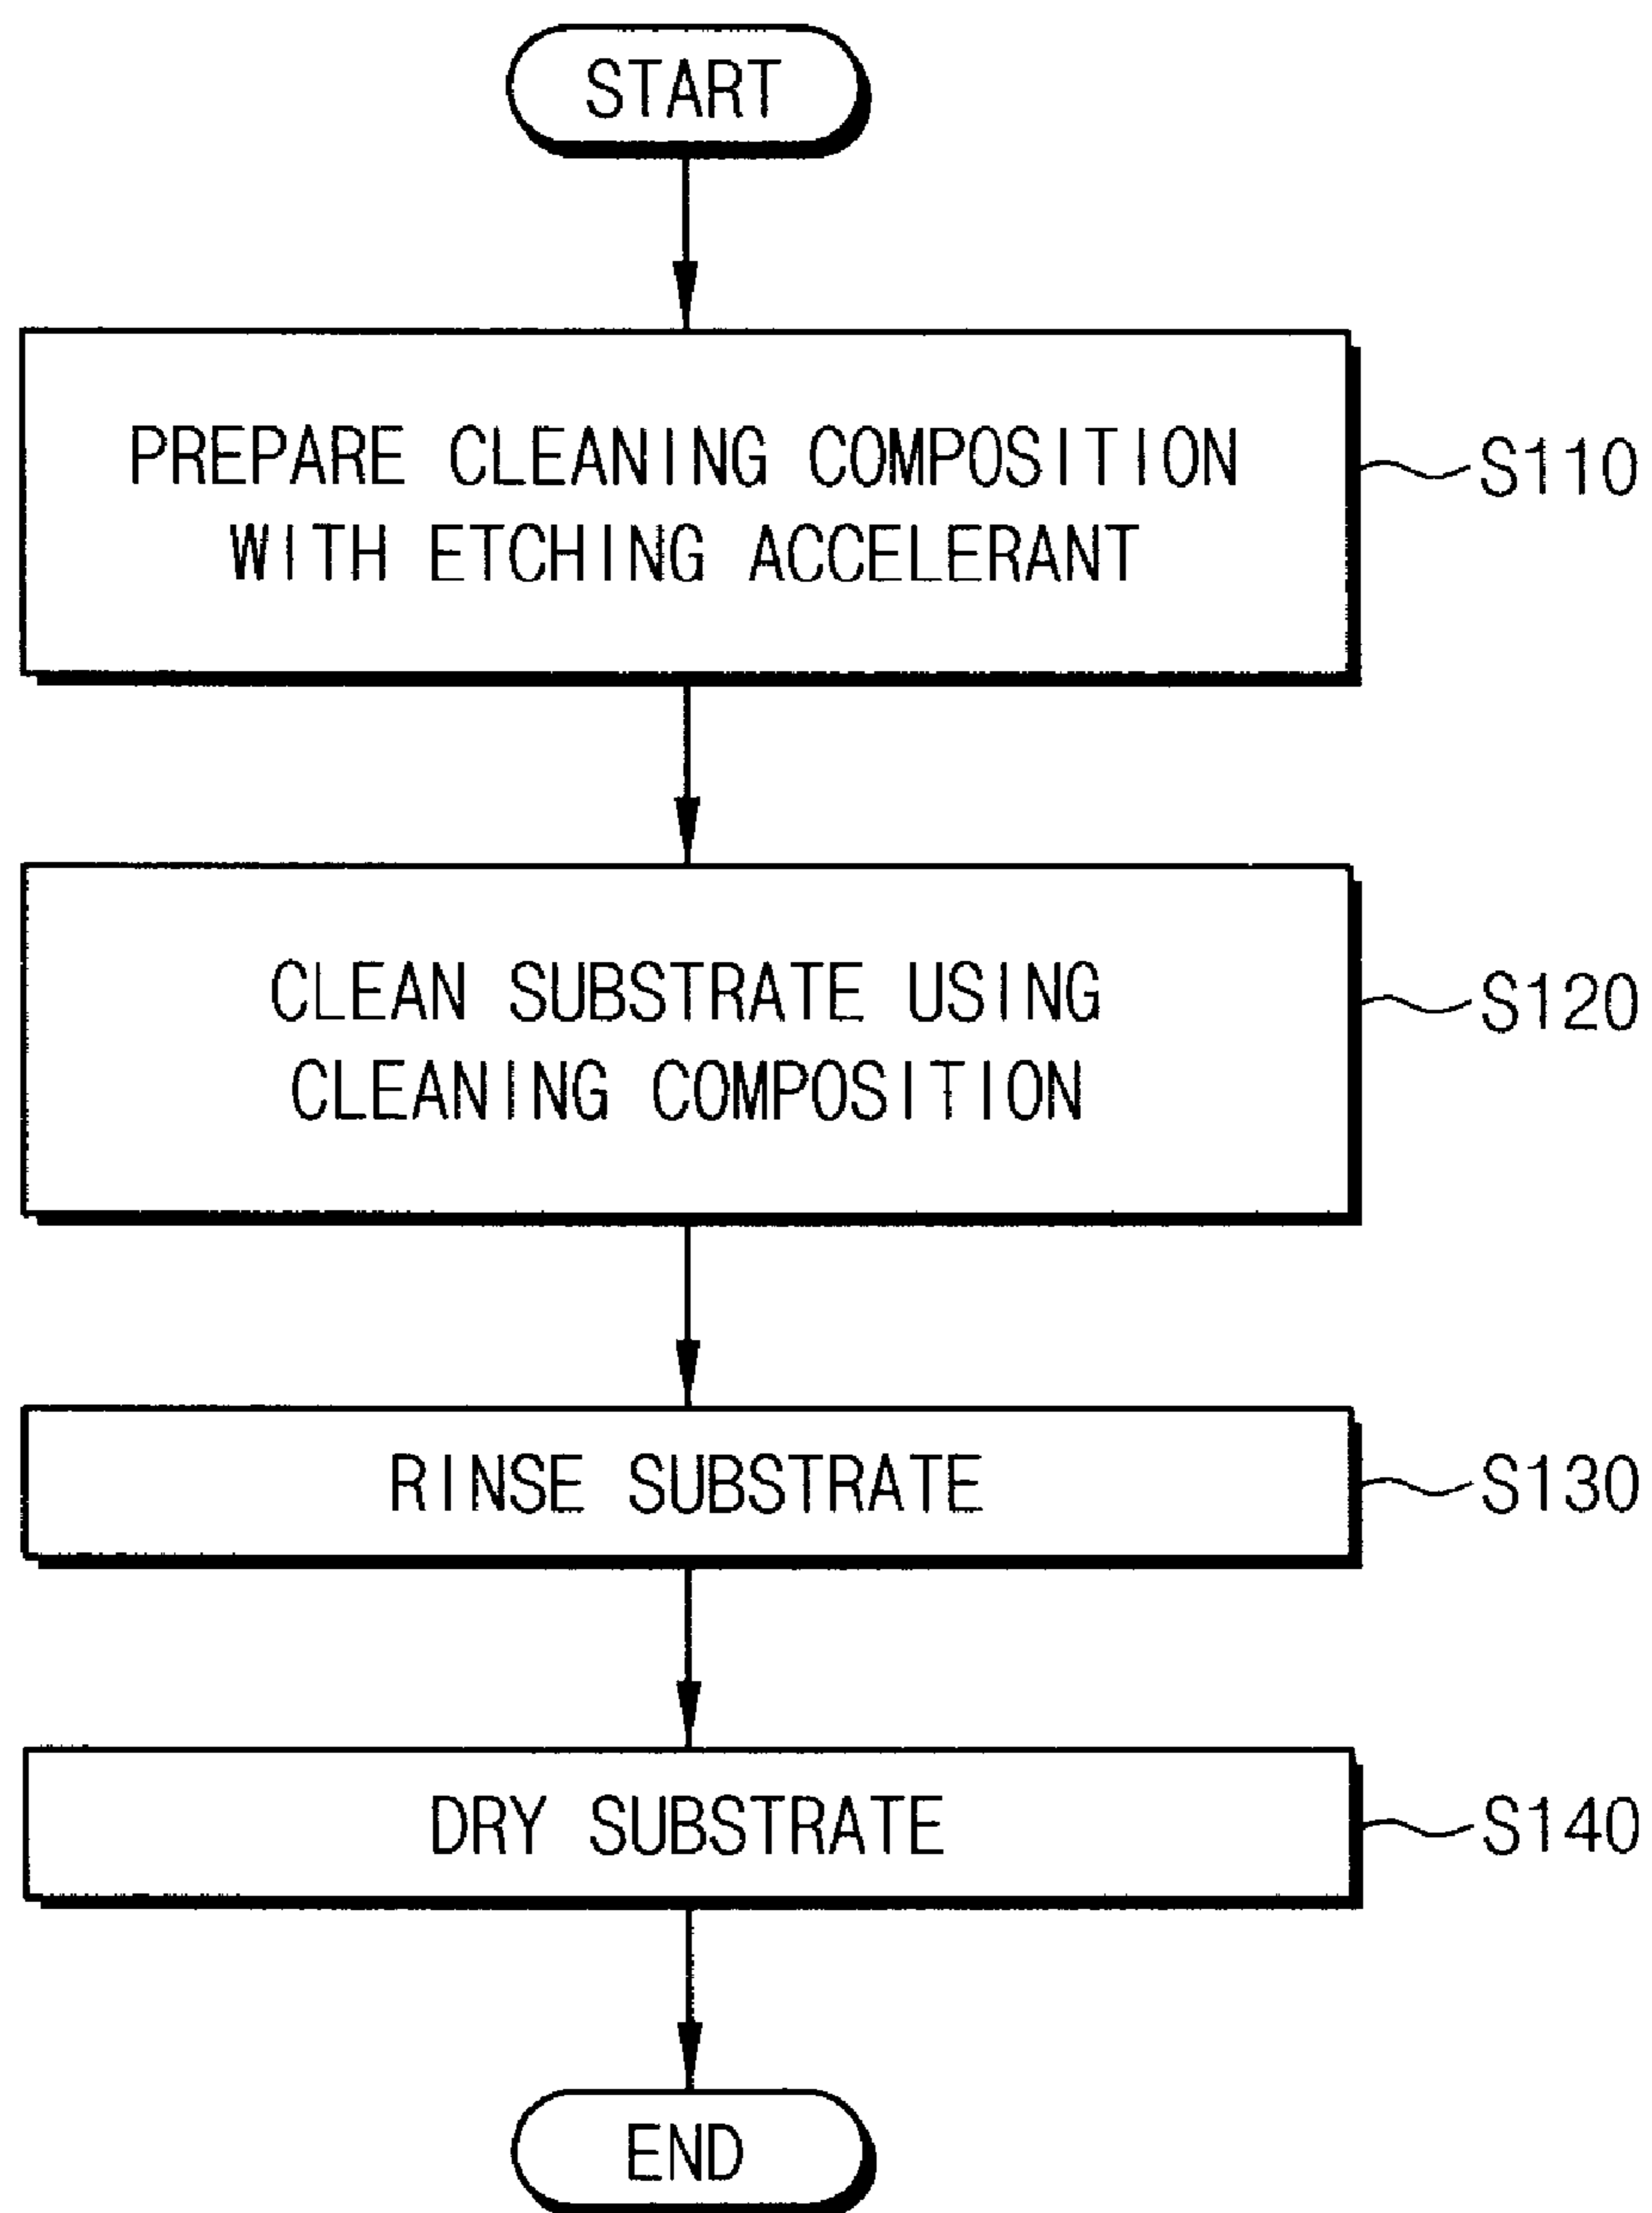 START
PREPARE CLEANING COMPOSITION
WITH ETCHING ACCELERANT
S110
CLEAN SUBSTRATE USING
CLEANING COMPOSITION
S120
RINSE SUBSTRATE
S130
DRY SUBSTRATE
S140
END